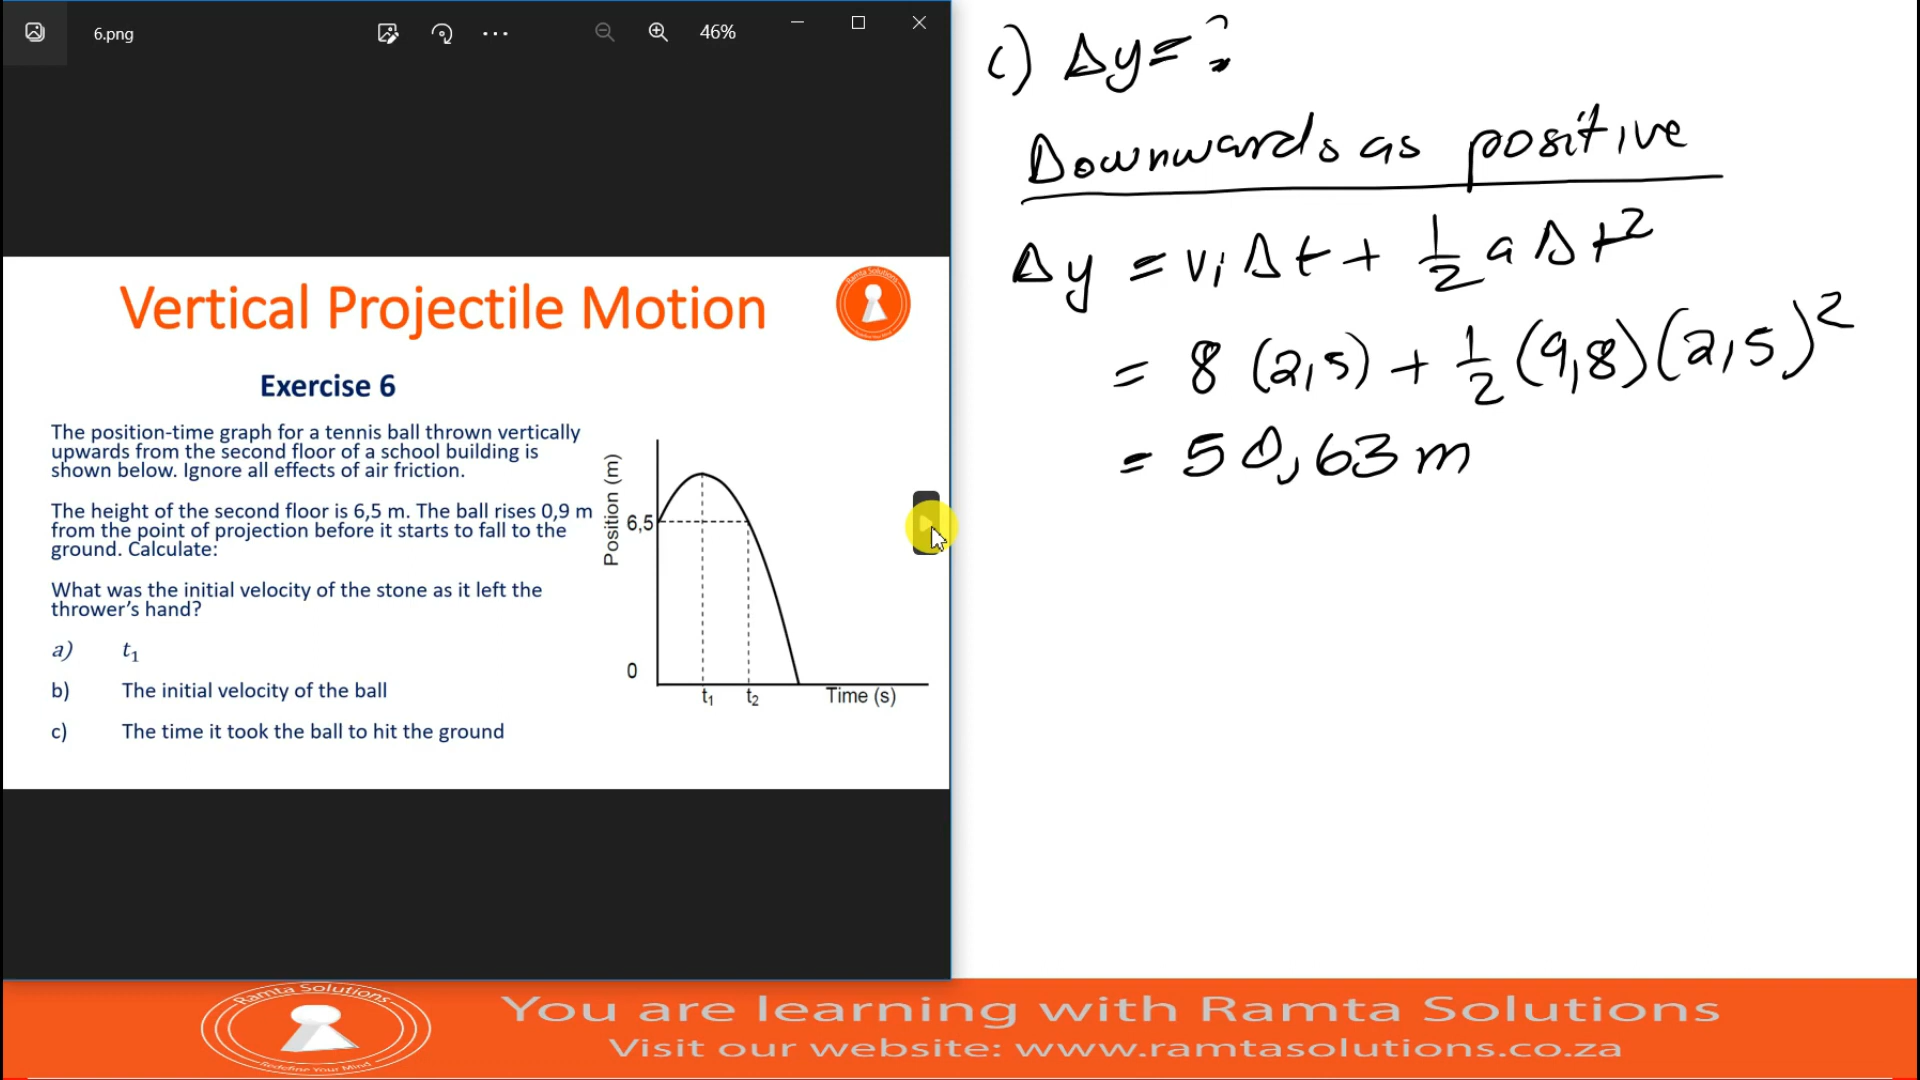 6.png
46%
Vertical Projectile Motion
Ramta Solutions
Exercise 6
The position-time graph for a tennis ball thrown vertically
upwards from the second floor of a school building is
shown below. Ignore all effects of air friction.
The height of the second floor is 6,5 m. The ball rises 0,9 m
from the point of projection before it starts to fall to the
ground. Calculate:
What was the initial velocity of the stone as it left the
thrower’s hand?
a) t₁
b) The initial velocity of the ball
c) The time it took the ball to hit the ground
Position (m)
6,5
0
t₁ t₂ Time (s)
c) Δy = ?
Downwards as positive
Δy = viΔt + 1/2 aΔt²
= 8 (2,5) + 1/2 (9,8)(2,5)²
= 50,63 m
Ramta Solutions
Redefine Your Mind
You are learning with Ramta Solutions
Visit our website: www.ramtasolutions.co.za